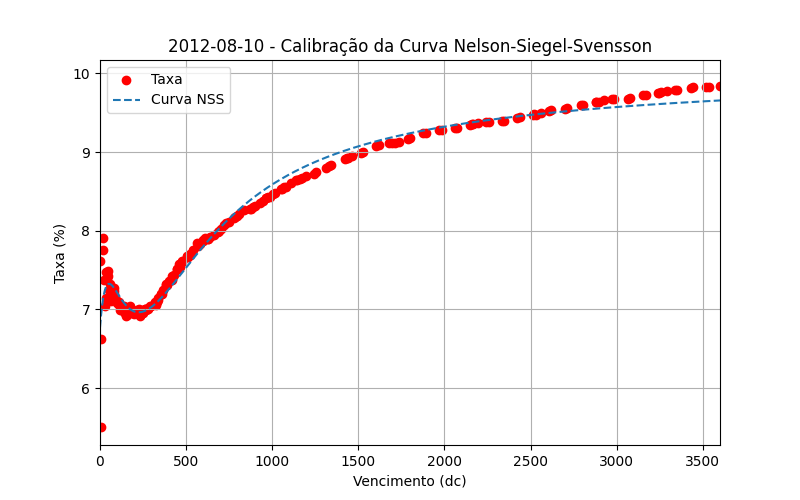 2012-08-10 - Calibração da Curva Nelson-Siegel-Svensson
Taxa
Curva NSS
Taxa (%)
10
9
8
7
6
0 500 1000 1500 2000 2500 3000 3500
Vencimento (dc)